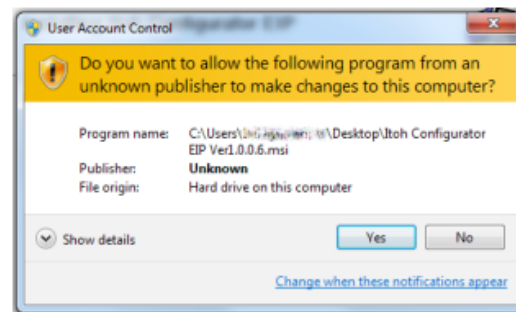 User Account Control
Do you want to allow the following program from an
unknown publisher to make changes to this computer?
Program name: C:\Users\ \Desktop\Itoh Configurator
EIP Ver1.0.0.6.msi
Publisher: Unknown
File origin: Hard drive on this computer
Show details
Yes No
Change when these notifications appear